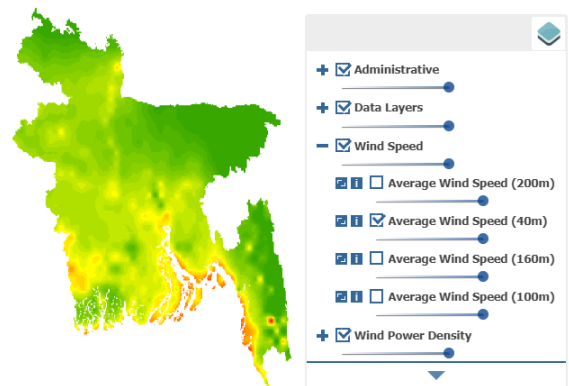 Administrative
Data Layers
Wind Speed
Average Wind Speed (200m)
Average Wind Speed (40m)
Average Wind Speed (160m)
Average Wind Speed (100m)
Wind Power Density